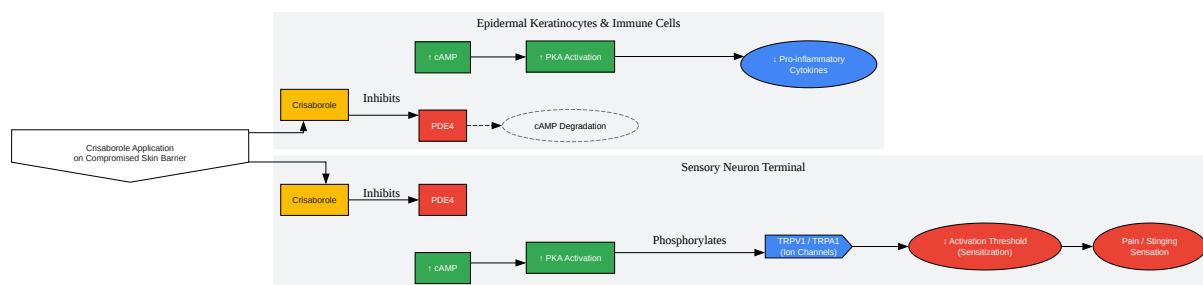 Epidermal Keratinocytes & Immune Cells
↑ cAMP
↑ PKA Activation
↓ Pro-inflammatory
Cytokines
Crisaborole
Inhibits
PDE4
cAMP Degradation
Crisaborole Application
on Compromised Skin Barrier
Sensory Neuron Terminal
Crisaborole
Inhibits
PDE4
↑ cAMP
↑ PKA Activation
Phosphorylates
TRPV1 / TRPA1
(Ion Channels)
↓ Activation Threshold
(Sensitization)
Pain / Stinging
Sensation